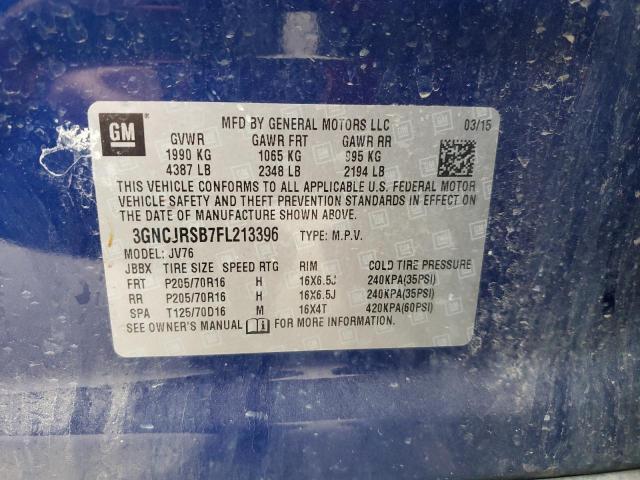 GM
MFD BY GENERAL MOTORS LLC 03/15
GVWR GAWR FRT GAWR RR
1990 KG 1065 KG 995 KG
4387 LB 2348 LB 2194 LB
THIS VEHICLE CONFORMS TO ALL APPLICABLE U.S. FEDERAL MOTOR
VEHICLE SAFETY AND THEFT PREVENTION STANDARDS IN EFFECT ON
THE DATE OF MANUFACTURE SHOWN ABOVE.
3GNCJRSB7FL213396 TYPE: M.P.V.
MODEL: JV76
JBBX TIRE SIZE SPEED RTG RIM COLD TIRE PRESSURE
FRT P205/70R16 H 16X6.5J 240KPA(35PSI)
RR P205/70R16 H 16X6.5J 240KPA(35PSI)
SPA T125/70D16 M 16X4T 420KPA(60PSI)
SEE OWNER'S MANUAL FOR MORE INFORMATION.